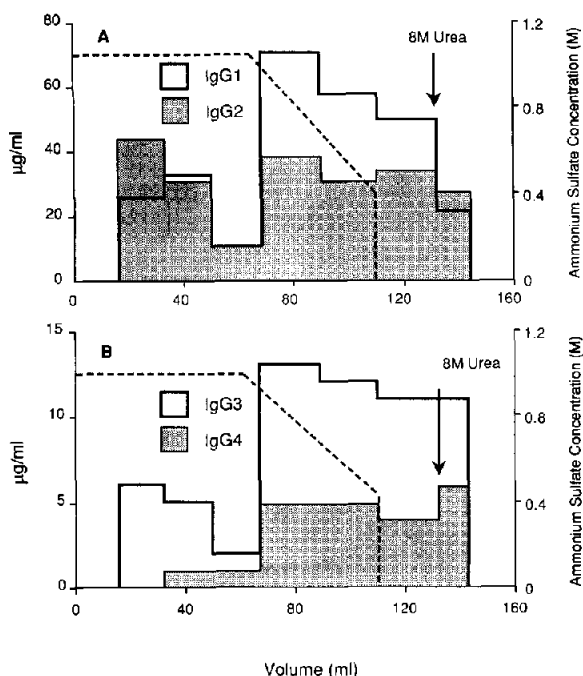 A
8M Urea
IgG1
IgG2
µg/ml
80
60
40
20
0
1.2
0.8
0.4
0
Ammonium Sulfate Concentration (M)
0
40
80
120
160
B
8M Urea
IgG3
IgG4
µg/ml
15
10
5
0
1.2
0.8
0.4
0
Ammonium Sulfate Concentration (M)
0
40
80
120
160
Volume (ml)